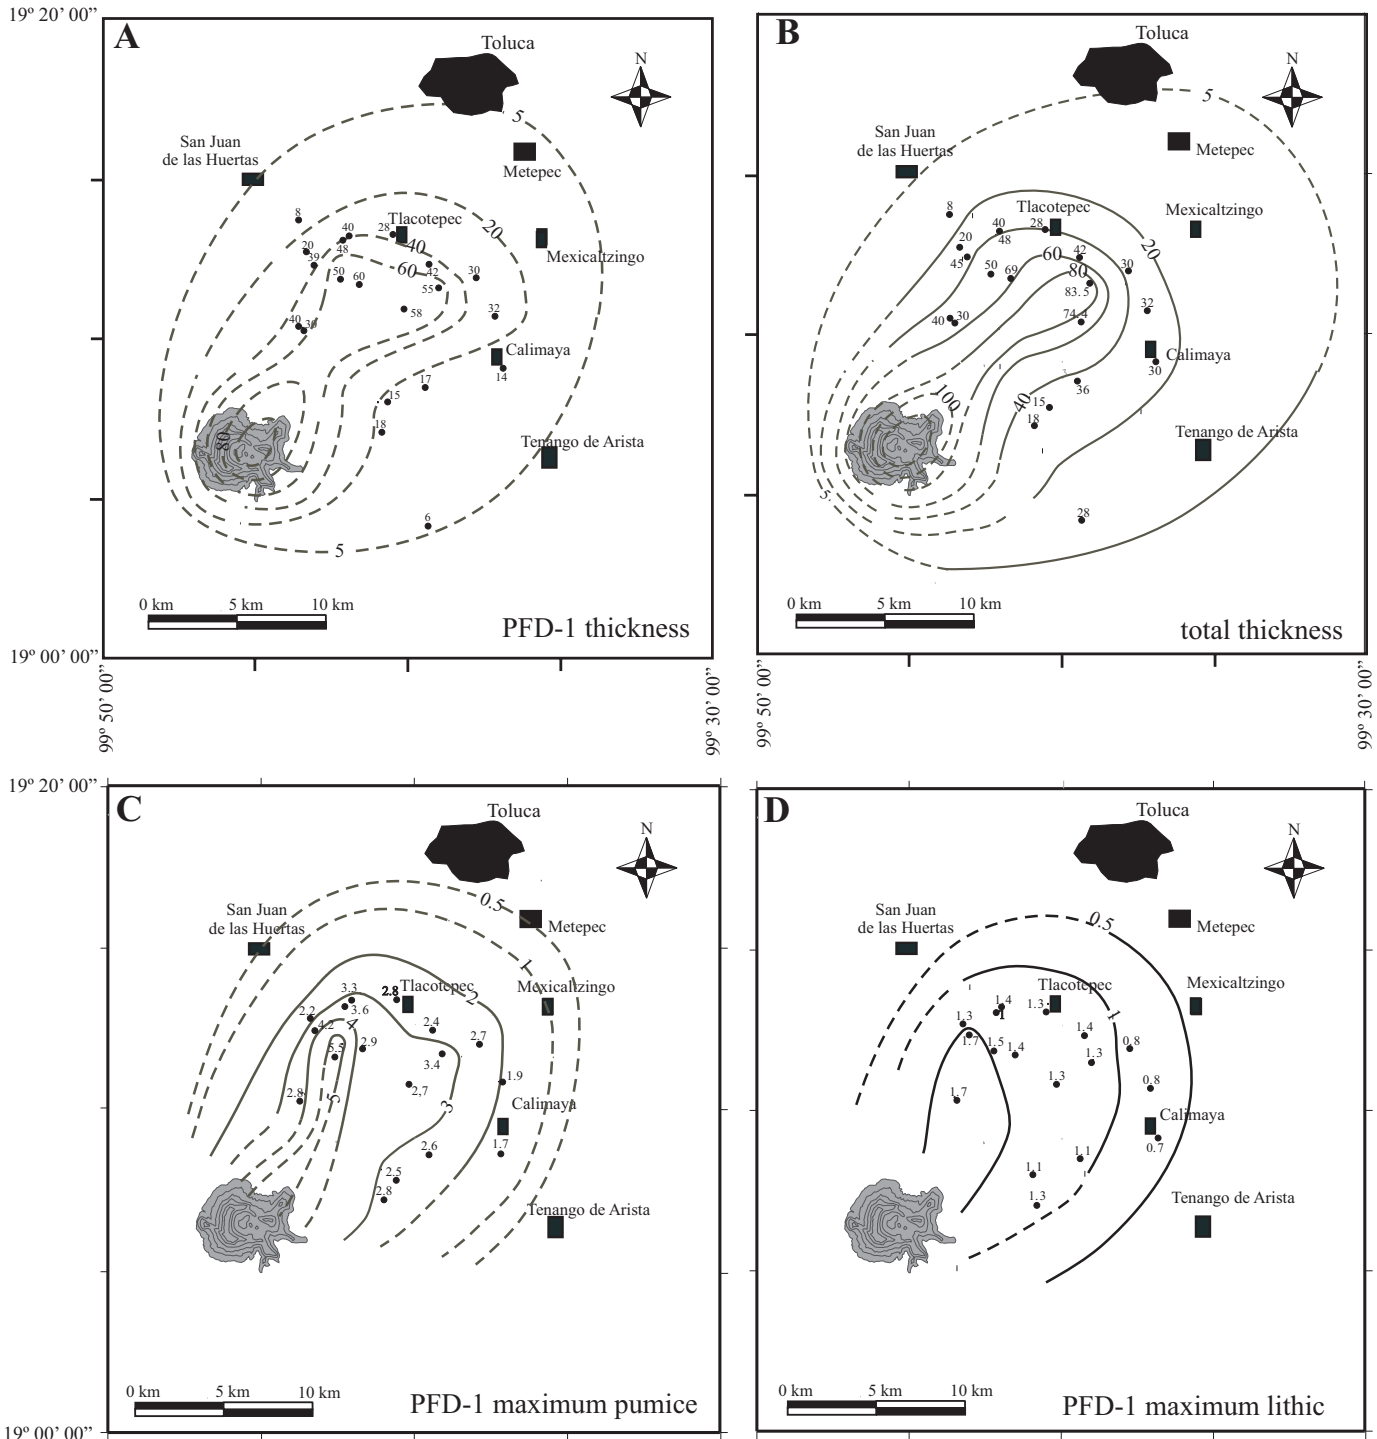 19º 20’ 00”
A
Toluca
N
5
San Juan
de las Huertas
Metepec
8
Tlacotepec
28
40
48
20
39
40
20
Mexicaltzingo
60
42
30
50
60
55
58
32
40
30
Calimaya
14
17
15
18
80
Tenango de Arista
6
5
0 km
5 km
10 km
PFD-1 thickness
19º 00’ 00”
99º 50’ 00”
99º 30’ 00”
B
Toluca
N
5
San Juan
de las Huertas
Metepec
8
Tlacotepec
Mexicaltzingo
40
48
28
20
45
60
42
20
50
69
80
30
83.5
40
30
74.4
32
Calimaya
30
36
100
40
15
18
Tenango de Arista
5
28
0 km
5 km
10 km
total thickness
99º 50’ 00”
99º 30’ 00”
19º 20’ 00”
C
Toluca
N
0.5
San Juan
de las Huertas
Metepec
1
3.3
2.8
Tlacotepec
2
Mexicaltzingo
2.2
3.6
4.2
4
2.4
5.5
2.9
2.7
3.4
2.8
2,7
1.9
5
3
Calimaya
1.7
2.6
2.5
2.8
Tenango de Arista
0 km
5 km
10 km
PFD-1 maximum pumice
19º 00’ 00”
D
Toluca
N
San Juan
de las Huertas
0.5
Metepec
Tlacotepec
Mexicaltzingo
1.4
1
1.3
1
1.3
1.7
1.5
1.4
1.4
1.3
0.8
1.7
1.3
0.8
Calimaya
0.7
1.1
1.1
1.3
Tenango de Arista
0 km
5 km
10 km
PFD-1 maximum lithic